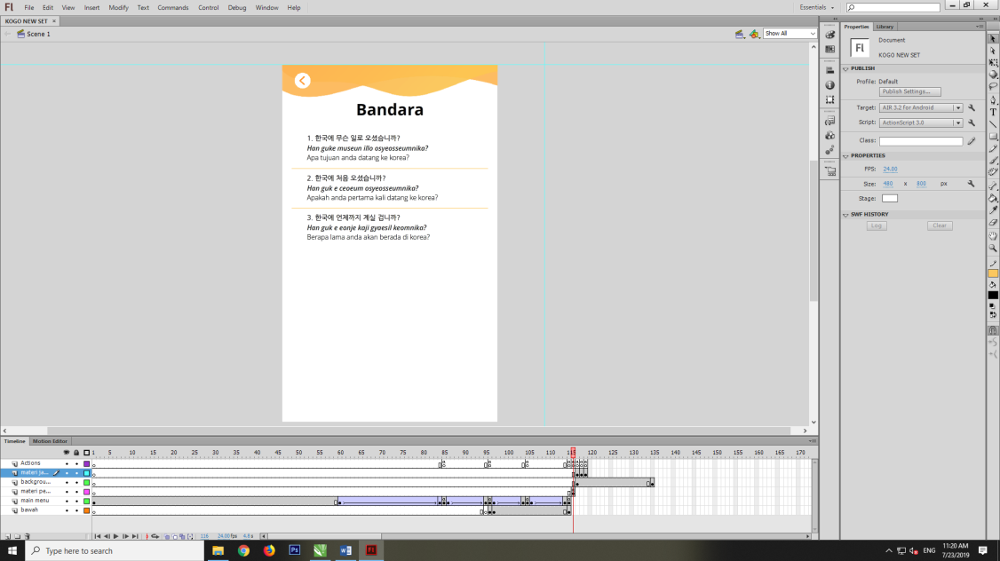 Fl File Edit View Insert Modify Text Commands Control Debug Window Help Essentials
KOGO NEW SET ×
Scene 1 Show All
Bandara
1. 한국에 무슨 일로 오셨습니까?
Han guke museun illo osyeosseumnika?
Apa tujuan anda datang ke korea?
2. 한국에 처음 오셨습니까?
Han guk e ceoeum osyeosseumnika?
Apakah anda pertama kali datang ke korea?
3. 한국에 언제까지 계실 겁니까?
Han guk e eonje kaji gyaesil keomnika?
Berapa lama anda akan berada di korea?
Properties Library
Fl Document
KOGO NEW SET
PUBLISH
Profile: Default
Publish Settings...
Target: AIR 3.2 for Android
Script: ActionScript 3.0
Class:
PROPERTIES
FPS: 24.00
Size: 480 x 800 px
Stage:
SWF HISTORY
Log Clear
Timeline Motion Editor
1 5 10 15 20 25 30 35 40 45 50 55 60 65 70 75 80 85 90 95 100 105 110 115 120 125 130 135 140 145 150 155 160 165 170
Actions
materi ja...
backgrou...
materi pe...
main menu
bawah
116 24.00 fps 4.8 s
Type here to search
Ps W Fl
ENG 11:20 AM
7/23/2019